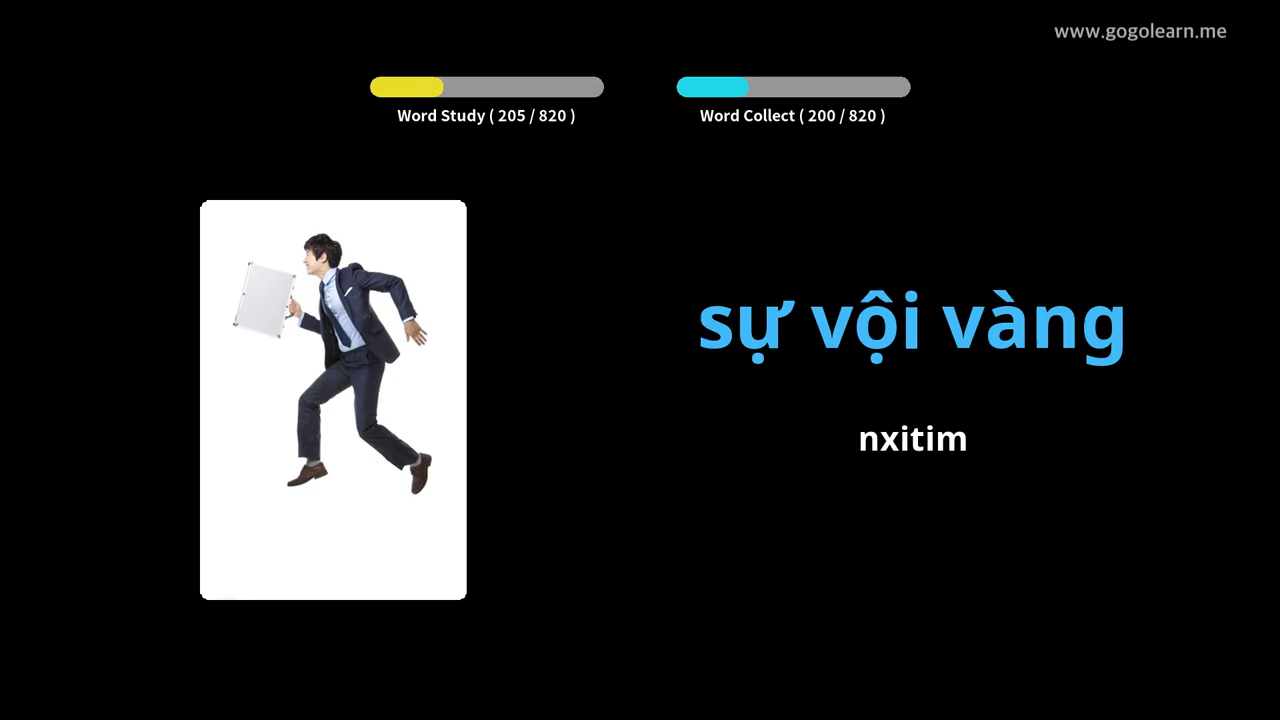 www.gogolearn.me
Word Study ( 205 / 820 )
Word Collect ( 200 / 820 )
sự vội vàng
nxitim